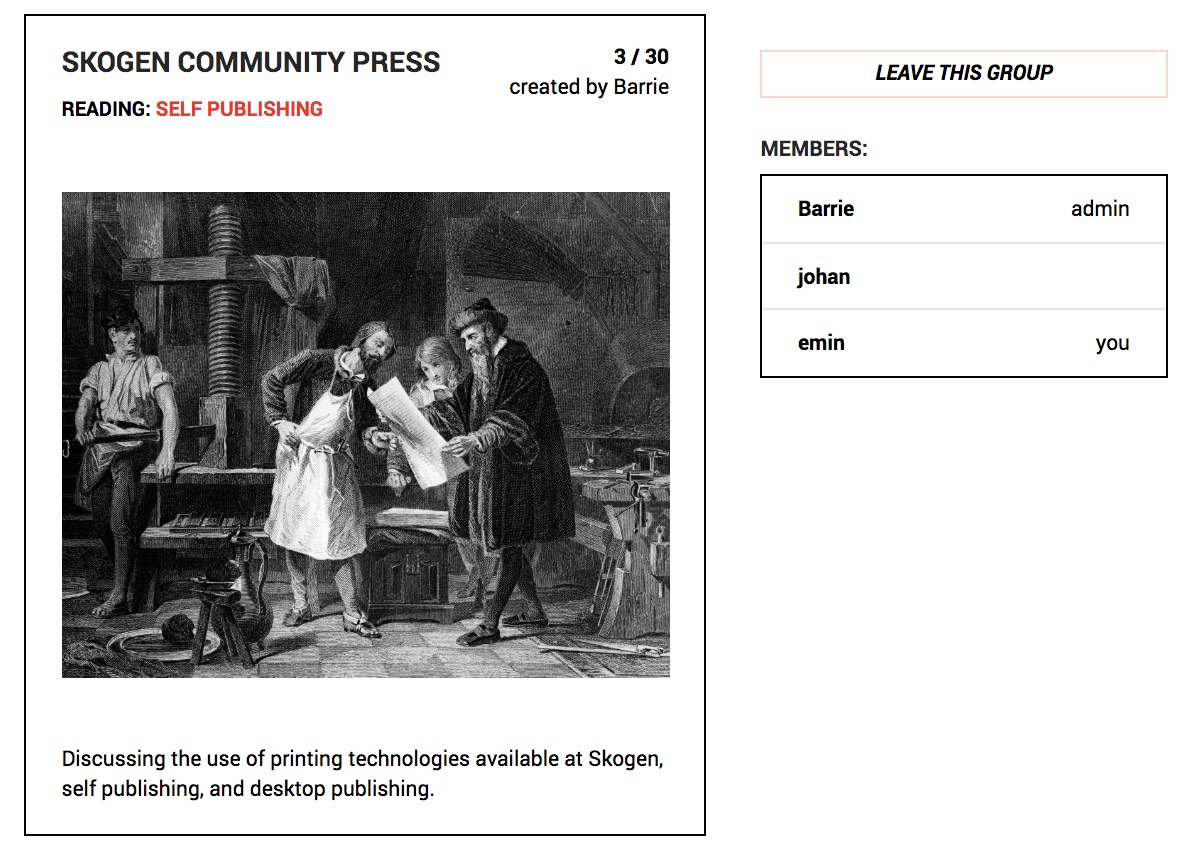 SKOGEN COMMUNITY PRESS
3 / 30
created by Barrie
READING: SELF PUBLISHING
Discussing the use of printing technologies available at Skogen,
self publishing, and desktop publishing.
LEAVE THIS GROUP
MEMBERS:
Barrie admin
johan
emin you